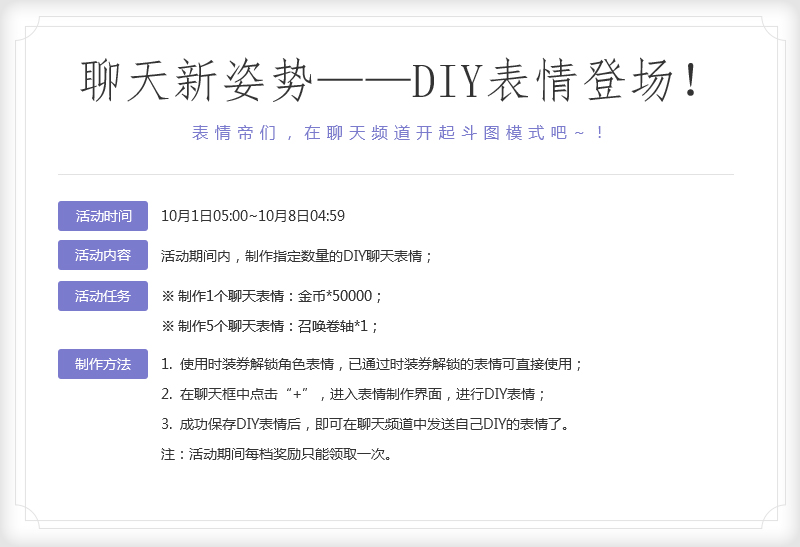 聊天新姿势——DIY表情登场！
表情帝们，在聊天频道开起斗图模式吧~！
活动时间 10月1日05:00~10月8日04:59
活动内容 活动期间内，制作指定数量的DIY聊天表情；
活动任务 ※ 制作1个聊天表情：金币*50000；
※ 制作5个聊天表情：召唤卷轴*1；
制作方法 1. 使用时装券解锁角色表情，已通过时装券解锁的表情可直接使用；
2. 在聊天框中点击“+”，进入表情制作界面，进行DIY表情；
3. 成功保存DIY表情后，即可在聊天频道中发送自己DIY的表情了。
注：活动期间每档奖励只能领取一次。